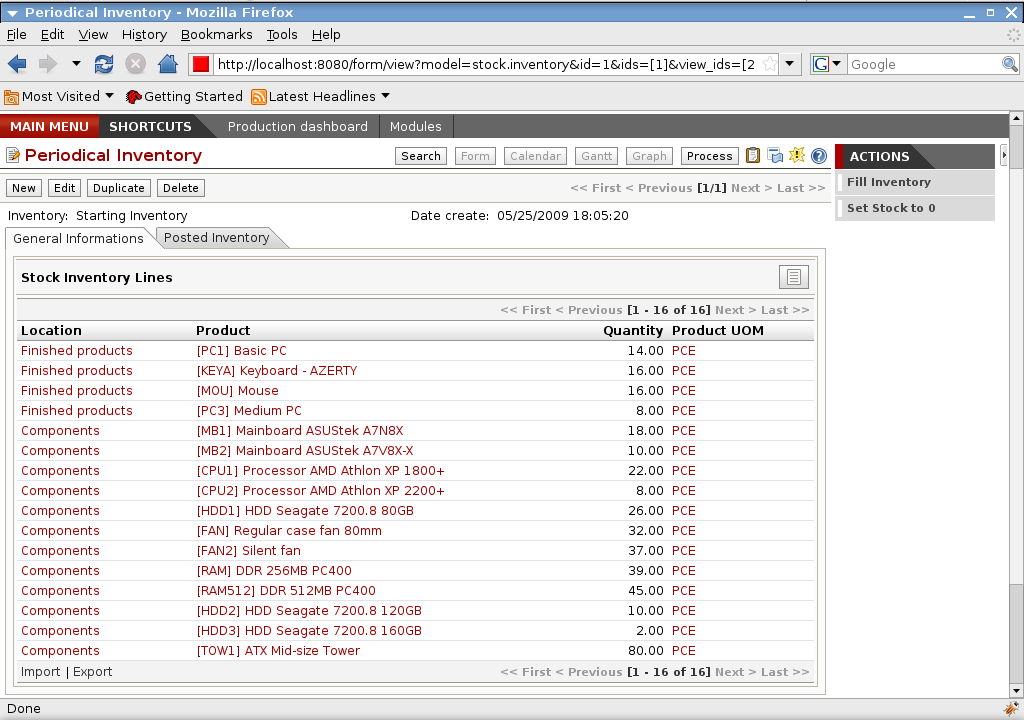 Periodical Inventory - Mozilla Firefox
File Edit View History Bookmarks Tools Help
http://localhost:8080/form/view?model=stock.inventory&id=1&ids=[1]&view_ids=[2 Google
Most Visited Getting Started Latest Headlines
MAIN MENU SHORTCUTS Production dashboard Modules
Periodical Inventory Search Form Calendar Gantt Graph Process
ACTIONS
Fill Inventory
Set Stock to 0
New Edit Duplicate Delete << First < Previous [1/1] Next > Last >>
Inventory: Starting Inventory Date create: 05/25/2009 18:05:20
General Informations Posted Inventory
Stock Inventory Lines
<< First < Previous [1 - 16 of 16] Next > Last >>
Location Product Quantity Product UOM
Finished products [PC1] Basic PC 14.00 PCE
Finished products [KEYA] Keyboard - AZERTY 16.00 PCE
Finished products [MOU] Mouse 16.00 PCE
Finished products [PC3] Medium PC 8.00 PCE
Components [MB1] Mainboard ASUStek A7N8X 18.00 PCE
Components [MB2] Mainboard ASUStek A7V8X-X 10.00 PCE
Components [CPU1] Processor AMD Athlon XP 1800+ 22.00 PCE
Components [CPU2] Processor AMD Athlon XP 2200+ 8.00 PCE
Components [HDD1] HDD Seagate 7200.8 80GB 26.00 PCE
Components [FAN] Regular case fan 80mm 32.00 PCE
Components [FAN2] Silent fan 37.00 PCE
Components [RAM] DDR 256MB PC400 39.00 PCE
Components [RAM512] DDR 512MB PC400 45.00 PCE
Components [HDD2] HDD Seagate 7200.8 120GB 10.00 PCE
Components [HDD3] HDD Seagate 7200.8 160GB 2.00 PCE
Components [TOW1] ATX Mid-size Tower 80.00 PCE
Import | Export << First < Previous [1 - 16 of 16] Next > Last >>
Done